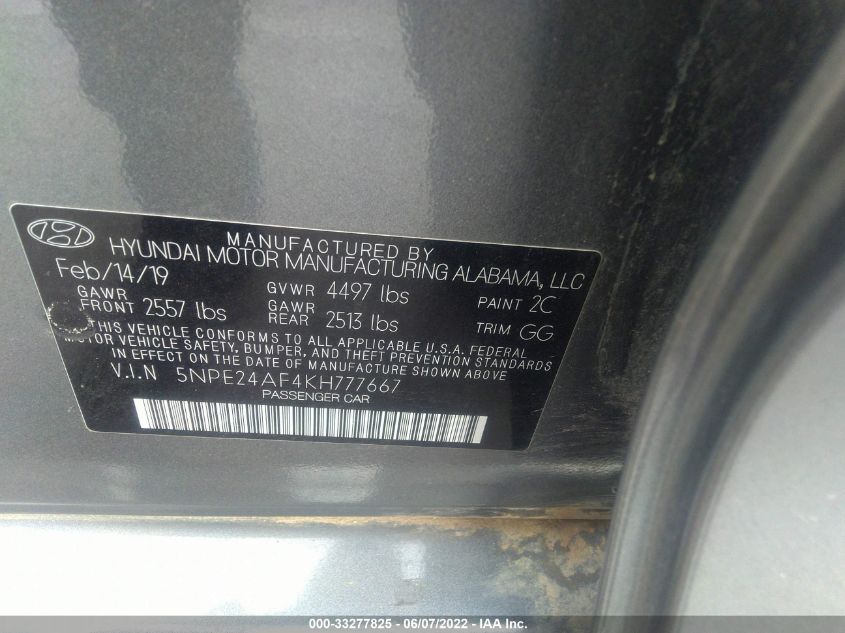 MANUFACTURED BY
HYUNDAI MOTOR MANUFACTURING ALABAMA, LLC
Feb/14/19
GVWR 4497 lbs
PAINT 2C
GAWR FRONT 2557 lbs
GAWR REAR 2513 lbs
TRIM GG
THIS VEHICLE CONFORMS TO ALL APPLICABLE U.S.A. FEDERAL
MOTOR VEHICLE SAFETY, BUMPER, AND THEFT PREVENTION STANDARDS
IN EFFECT ON THE DATE OF MANUFACTURE SHOWN ABOVE
V.I.N 5NPE24AF4KH777667
PASSENGER CAR
000-33277825 - 06/07/2022 - IAA Inc.